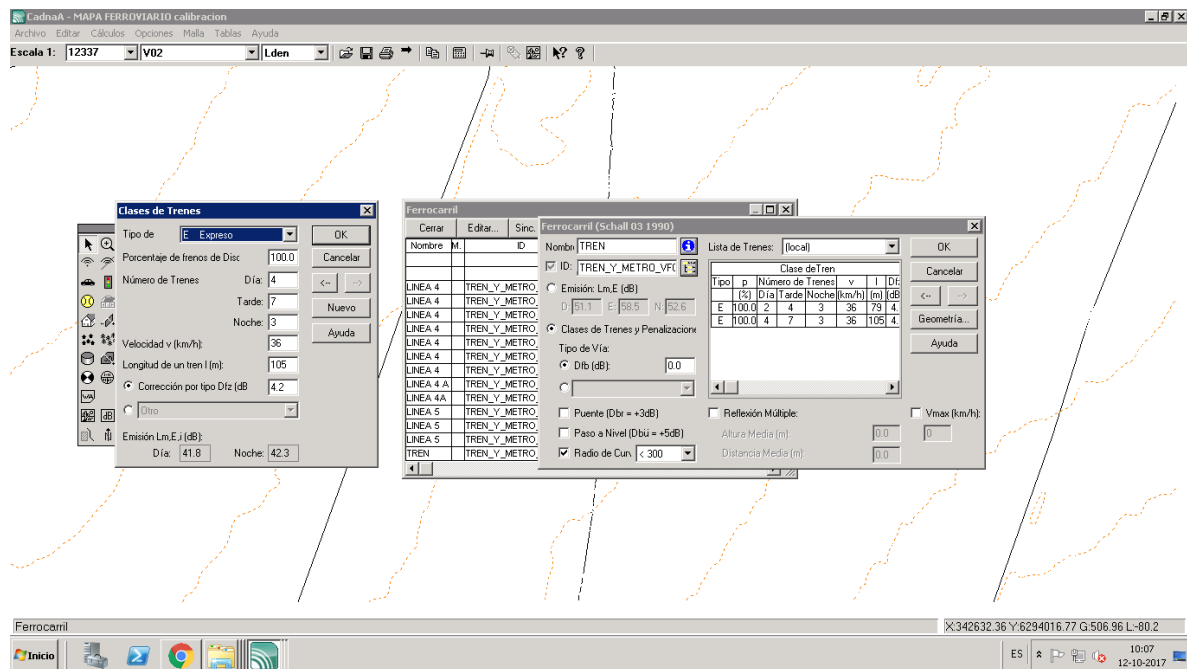 CadnaA - MAPA FERROVIARIO calibracion
Archivo Editar Cálculos Opciones Malla Tablas Ayuda
Escala 1: 12337 V02 Lden
Clases de Trenes
Tipo de E Expreso OK
Porcentaje de frenos de Disc 100.0 Cancelar
Número de Trenes Día: 4
Tarde: 7 Nuevo
Noche: 3
Ayuda
Velocidad v (km/h): 36
Longitud de un tren l (m): 105
Corrección por tipo Dfz (dB 4.2
Otro
Emisión Lm,E,i (dB):
Día: 41.8 Noche: 42.3
Ferrocarril
Cerrar Editar... Sinc.
Nombre M. ID
LINEA 4 TREN_Y_METRO_
LINEA 4 TREN_Y_METRO_
LINEA 4 TREN_Y_METRO_
LINEA 4 TREN_Y_METRO_
LINEA 4 TREN_Y_METRO_
LINEA 4 TREN_Y_METRO_
LINEA 4 TREN_Y_METRO_
LINEA 4 A TREN_Y_METRO_
LINEA 4A TREN_Y_METRO_
LINEA 5 TREN_Y_METRO_
LINEA 5 TREN_Y_METRO_
LINEA 5 TREN_Y_METRO_
TREN TREN_Y_METRO_
Ferrocarril (Schall 03 1990)
Nombr TREN
ID: TREN_Y_METRO_VF(
Emisión: Lm,E (dB)
D: 51.1 E: 58.5 N: 52.6
Clases de Trenes y Penalizacione
Tipo de Vía:
Dfb (dB): 0.0
Puente (Dbr = +3dB)
Paso a Nivel (Dbü = +5dB)
Radio de Curv < 300
Lista de Trenes: (local)
Clase deTren
Tipo p Número de Trenes v l Dfz
(%) Día Tarde Noche (km/h) (m) (dB
E 100.0 2 4 3 36 79 4.
E 100.0 4 7 3 36 105 4.
Reflexión Múltiple:
Altura Media (m): 0.0
Distancia Media (m): 0.0
OK
Cancelar
Geometría...
Ayuda
Vmax (km/h):
0
Ferrocarril X:342632.36 Y:6294016.77 G:506.96 L:-80.2
Inicio ES 10:07
12-10-2017